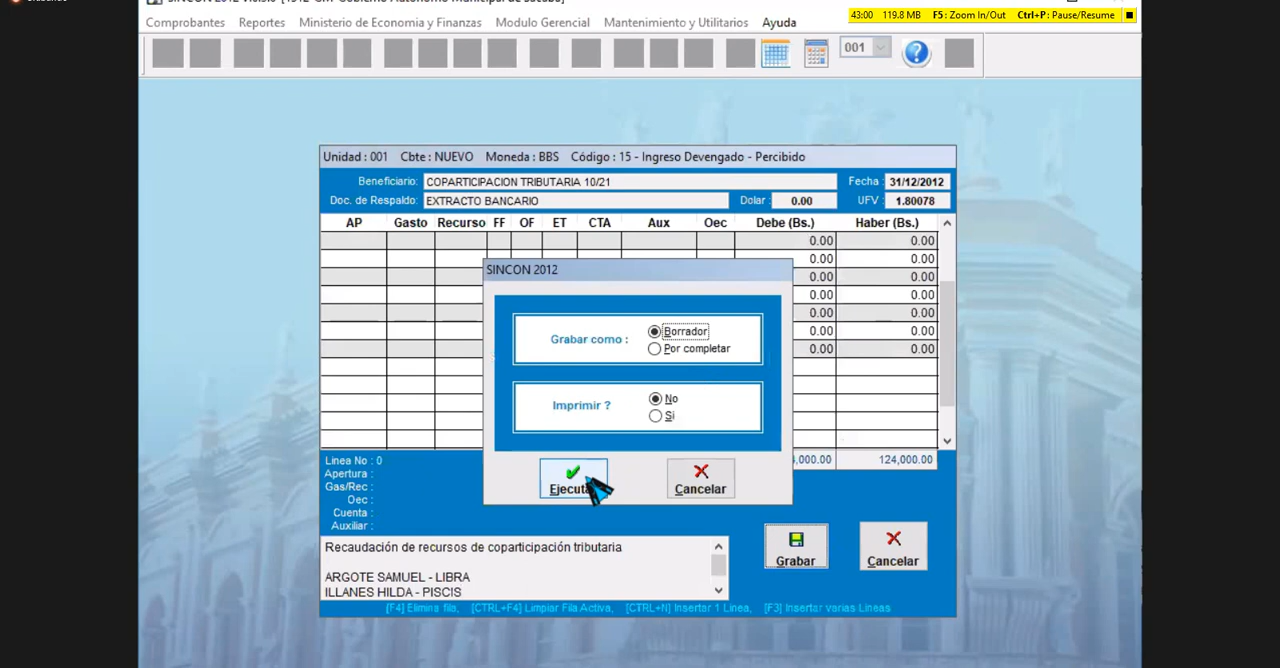 Comprobantes Reportes Ministerio de Economia y Finanzas Modulo Gerencial Mantenimiento y Utilitarios Ayuda
43:00 119.8 MB F5: Zoom In/Out Ctrl+P: Pause/Resume
001
Unidad : 001 Cbte : NUEVO Moneda : BBS Código : 15 - Ingreso Devengado - Percibido
Beneficiario: COPARTICIPACION TRIBUTARIA 10/21 Fecha : 31/12/2012
Doc. de Respaldo: EXTRACTO BANCARIO Dolar : 0.00 UFV : 1.80078
AP Gasto Recurso FF OF ET CTA Aux Oec Debe (Bs.) Haber (Bs.)
0.00 0.00
0.00 0.00
0.00 0.00
0.00 0.00
0.00 0.00
0.00 0.00
0.00 0.00
SINCON 2012
Grabar como :
Borrador
Por completar
Imprimir ?
No
Si
Cancelar
Linea No : 0
Apertura :
Gas/Rec :
Oec :
Cuenta :
Auxiliar :
124,000.00
Recaudación de recursos de coparticipación tributaria
ARGOTE SAMUEL - LIBRA
ILLANES HILDA - PISCIS
Grabar
Cancelar
[F4] Elimina fila, [CTRL+F4] Limpiar Fila Activa, [CTRL+N] Insertar 1 Linea, [F3] Insertar varias Lineas